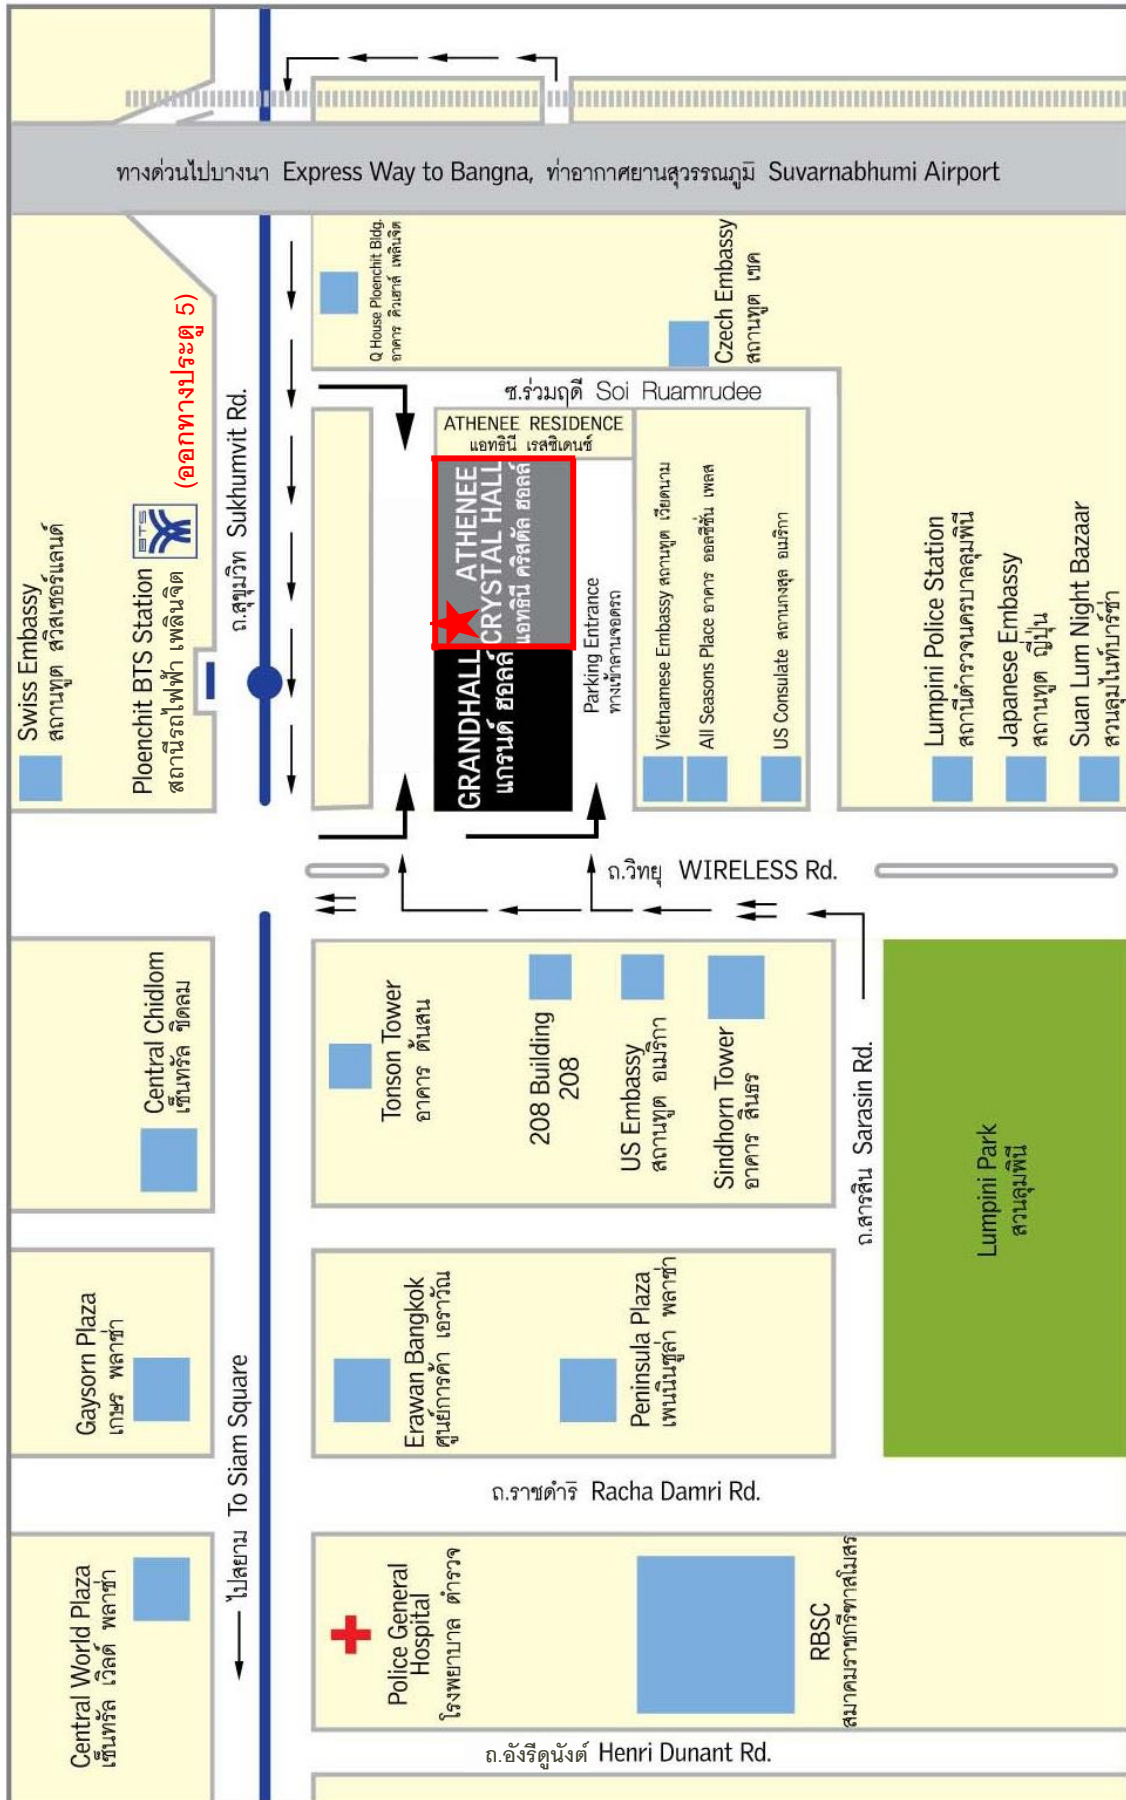 ทางด่วนไปบางนา Express Way to Bangna, ท่าอากาศยานสุวรรณภูมิ Suvarnabhumi Airport
Swiss Embassy
สถานทูต สวิสเซอร์แลนด์
Ploenchit BTS Station
สถานีรถไฟฟ้า เพลินจิต
BTS
(ออกทางประตู 5)
ถ.สุขุมวิท Sukhumvit Rd.
Q House Ploenchit Bldg.
อาคาร คิวเฮาส์ เพลินจิต
Czech Embassy
สถานทูต เชค
ซ.ร่วมฤดี Soi Ruamrudee
ATHENEE RESIDENCE
แอทธินี เรสซิเดนซ์
ATHENEE
CRYSTAL HALL
แอทธินี คริสตัล ฮอลล์
GRANDHALL
แกรนด์ ฮอลล์
Parking Entrance
ทางเข้าลานจอดรถ
Vietnamese Embassy สถานทูต เวียดนาม
All Seasons Place อาคาร ออลซีซั่น เพลส
US Consulate สถานกงสุล อเมริกา
Lumpini Police Station
สถานีตำรวจนครบาลลุมพินี
Japanese Embassy
สถานทูต ญี่ปุ่น
Suan Lum Night Bazaar
สวนลุมไนท์บาร์ซ่า
ถ.วิทยุ WIRELESS Rd.
Central Chidlom
เซ็นทรัล ชิดลม
Tonson Tower
อาคาร ต้นสน
208 Building
208
US Embassy
สถานทูต อเมริกา
Sindhorn Tower
อาคาร สินธร
ถ.สารสิน Sarasin Rd.
Lumpini Park
สวนลุมพินี
Gaysorn Plaza
เกษร พลาซ่า
Erawan Bangkok
ศูนย์การค้า เอราวัณ
Peninsula Plaza
เพนนินซูล่า พลาซ่า
ไปสยาม To Siam Square
ถ.ราชดำริ Racha Damri Rd.
Central World Plaza
เซ็นทรัล เวิลด์ พลาซ่า
Police General
Hospital
โรงพยาบาล ตำรวจ
RBSC
สมาคมราชกรีฑาสโมสร
ถ.อังรีดูนังต์ Henri Dunant Rd.